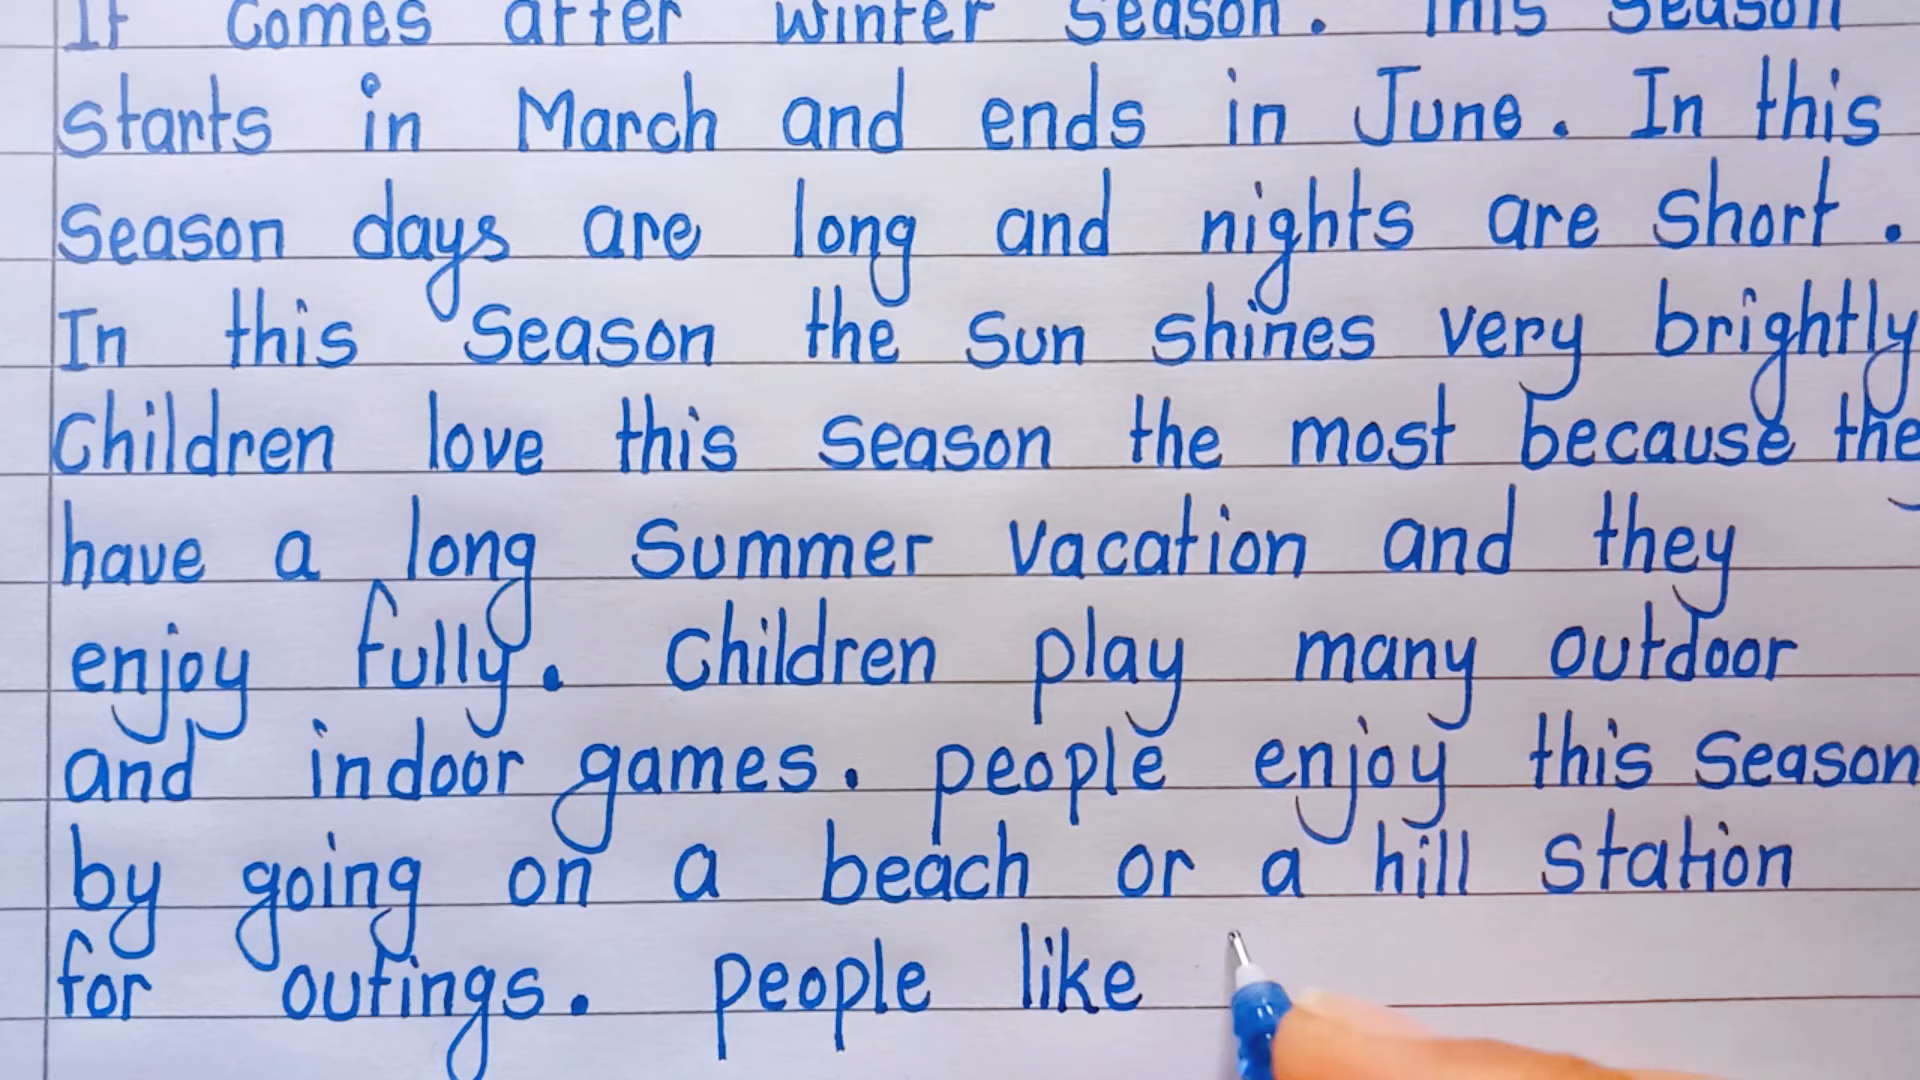 It comes after winter season. This season
starts in March and ends in June. In this
Season days are long and nights are short.
In this Season the Sun shines very brightly
Children love this season the most because the
have a long Summer vacation and they
enjoy fully. Children play many outdoor
and indoor games. people enjoy this Season
by going on a beach or a hill station
for outings. people like